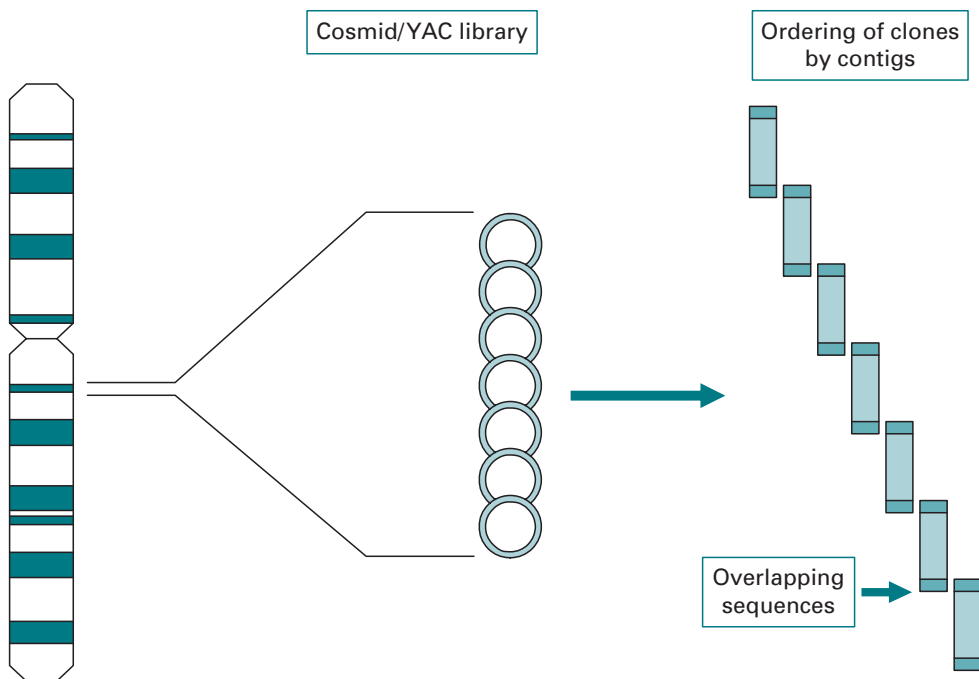 Cosmid/YAC library
Ordering of clones
by contigs
Overlapping
sequences